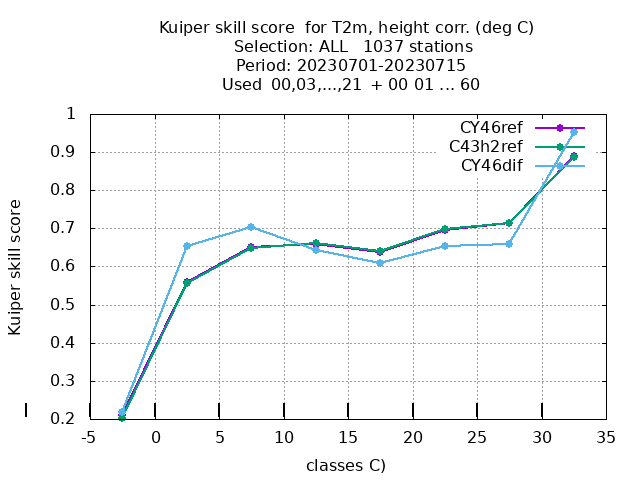 Kuiper skill score  for T2m, height corr. (deg C)
Selection: ALL   1037 stations
Period: 20230701-20230715
Used  00,03,...,21  + 00 01 ... 60
CY46ref
C43h2ref
CY46dif
Kuiper skill score
1
0.9
0.8
0.7
0.6
0.5
0.4
0.3
0.2
-5 0 5 10 15 20 25 30 35
classes C)